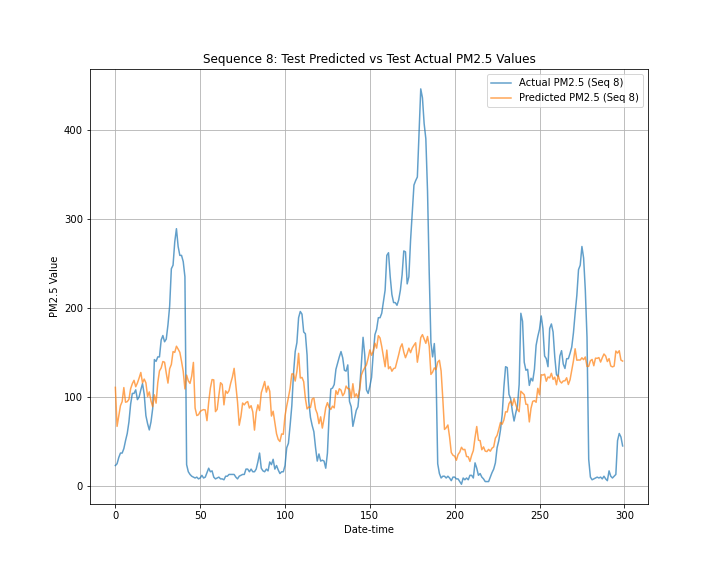 Sequence 8: Test Predicted vs Test Actual PM2.5 Values
Actual PM2.5 (Seq 8)
Predicted PM2.5 (Seq 8)
PM2.5 Value
400
300
200
100
0
0 50 100 150 200 250 300
Date-time